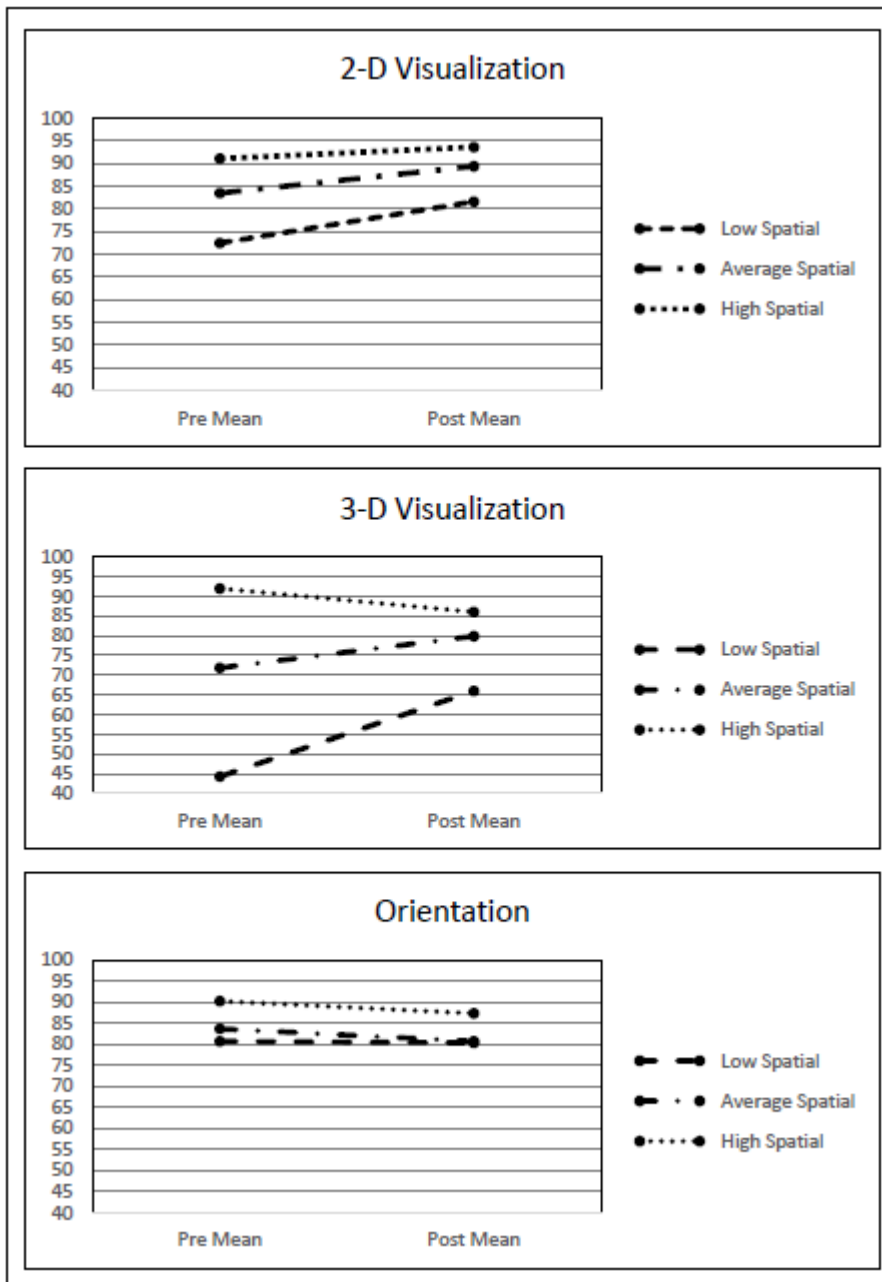 2-D Visualization
100
95
90
85
80
75
70
65
60
55
50
45
40
Pre Mean Post Mean
Low Spatial
Average Spatial
High Spatial
3-D Visualization
100
95
90
85
80
75
70
65
60
55
50
45
40
Pre Mean Post Mean
Low Spatial
Average Spatial
High Spatial
Orientation
100
95
90
85
80
75
70
65
60
55
50
45
40
Pre Mean Post Mean
Low Spatial
Average Spatial
High Spatial